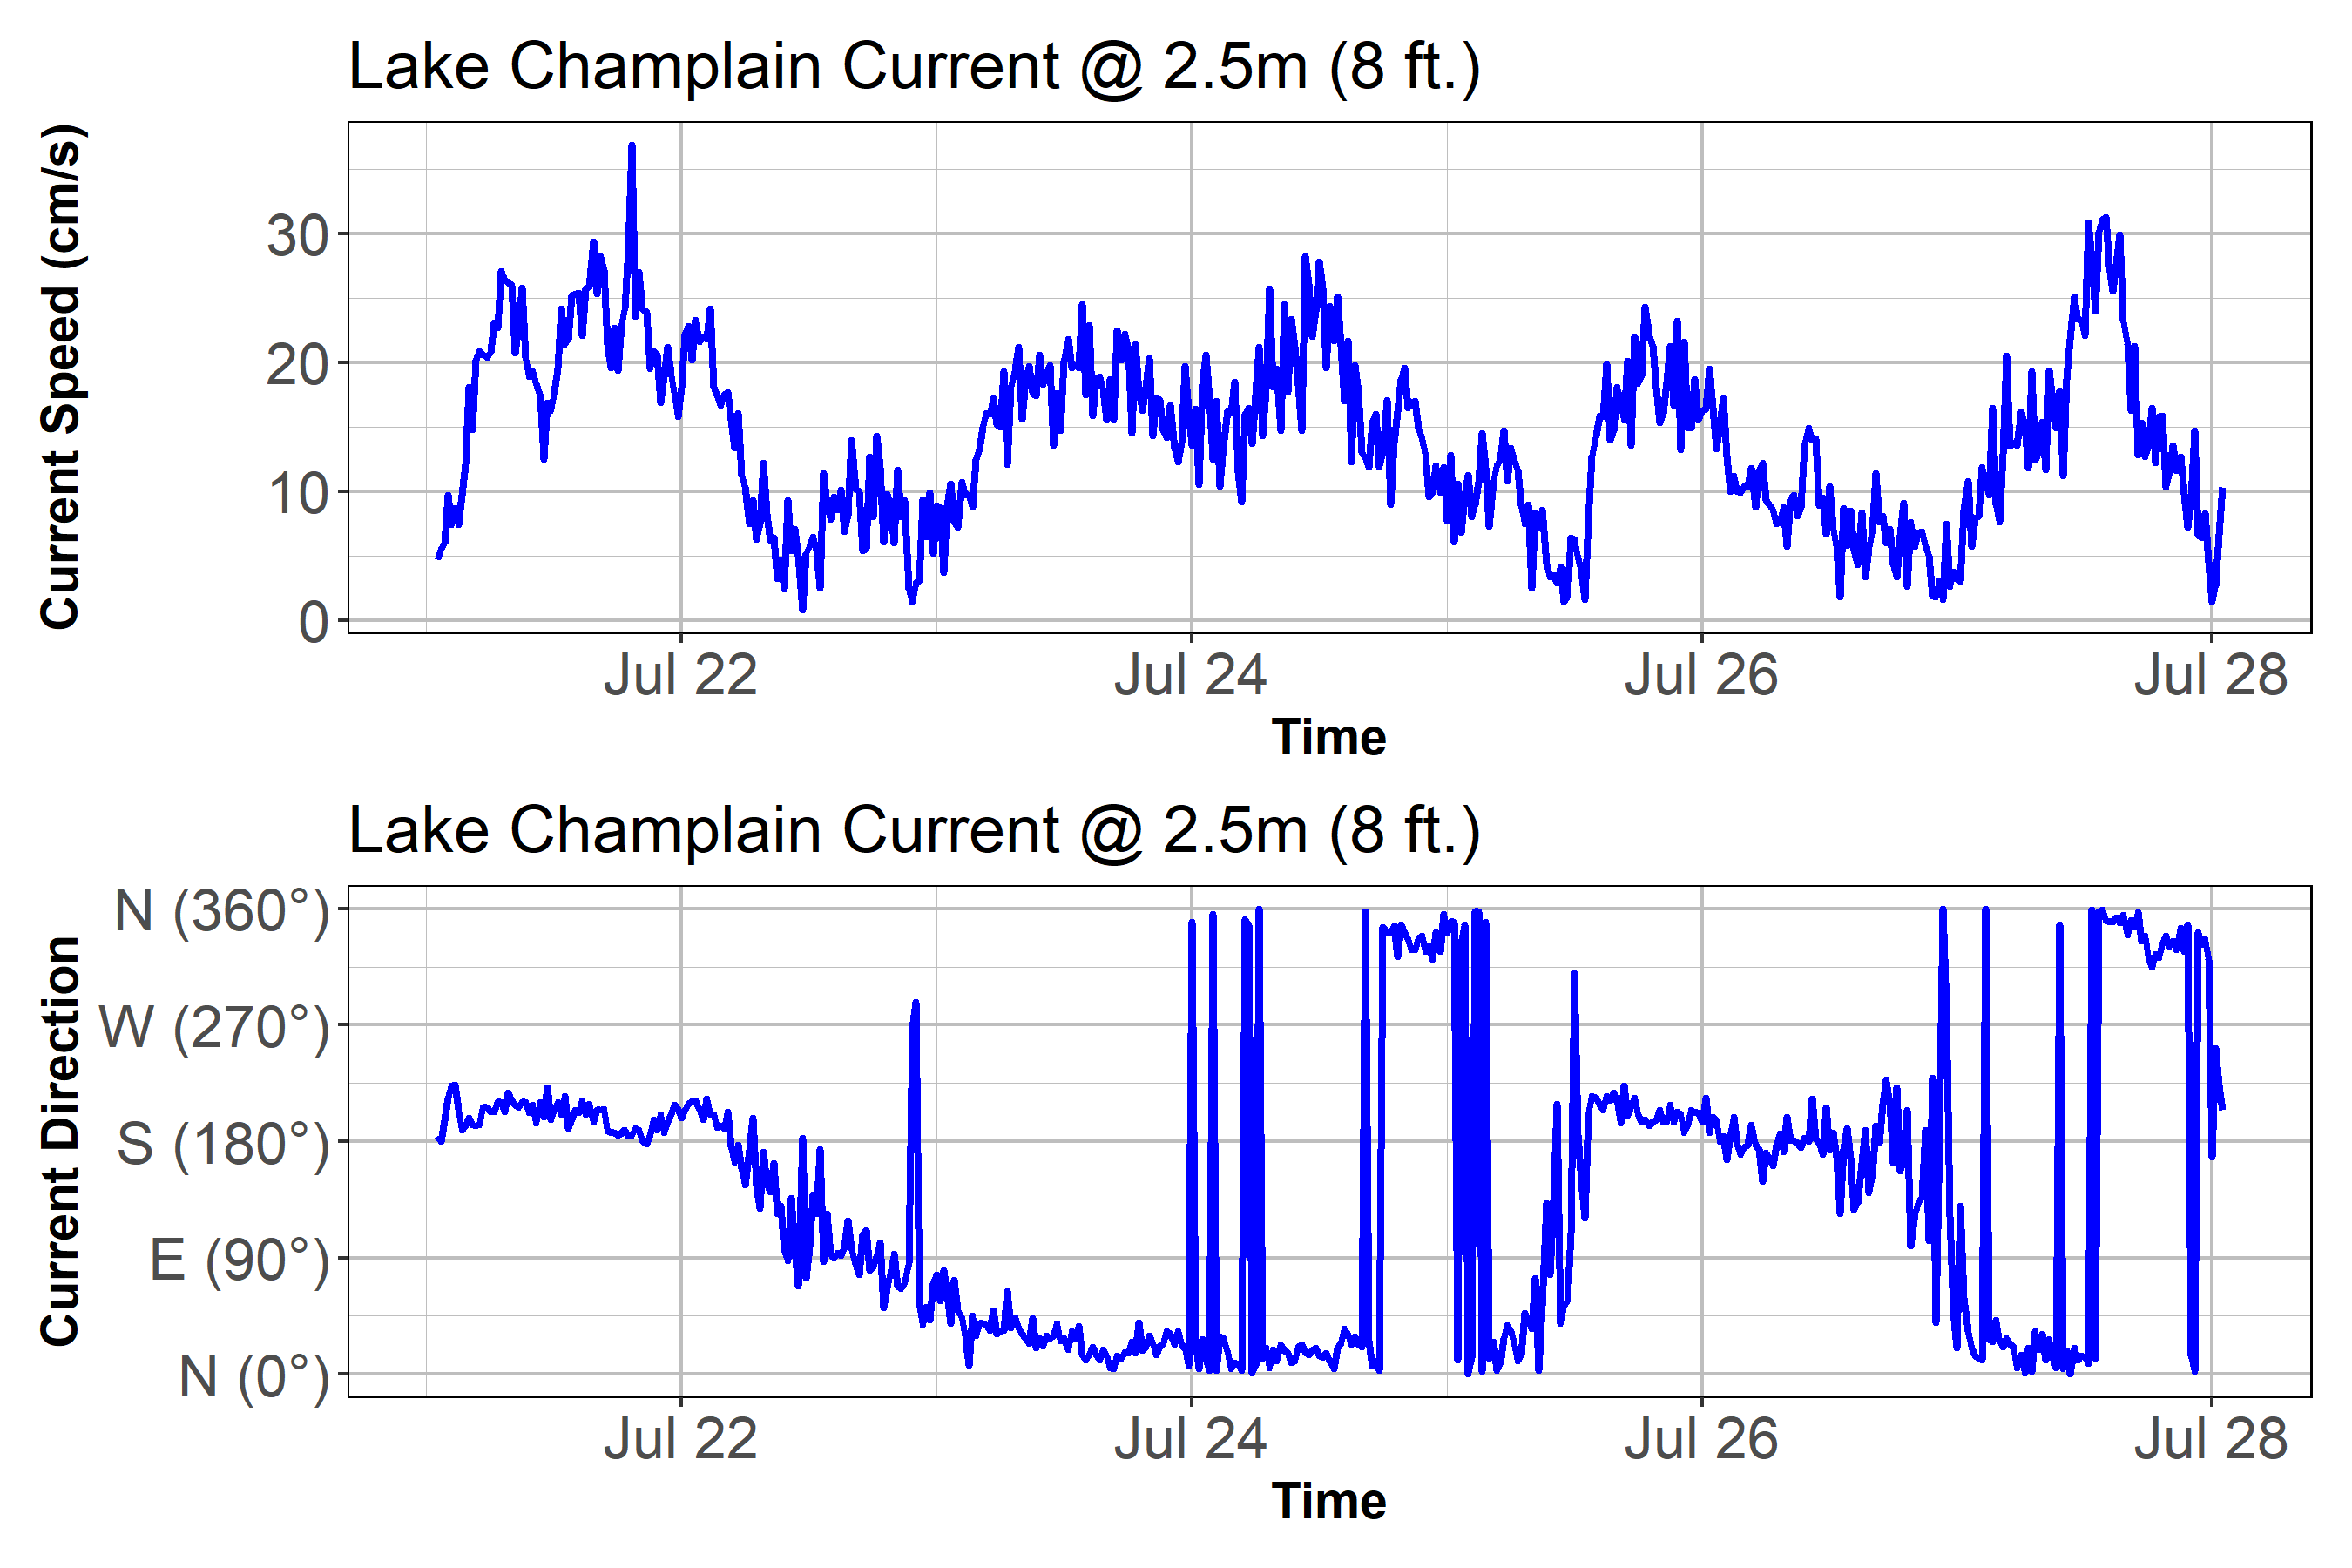 Lake Champlain Current @ 2.5m (8 ft.)
Current Speed (cm/s)
30
20
10
0
Jul 22 Jul 24 Jul 26 Jul 28
Time
Lake Champlain Current @ 2.5m (8 ft.)
Current Direction
N (360°)
W (270°)
S (180°)
E (90°)
N (0°)
Jul 22 Jul 24 Jul 26 Jul 28
Time